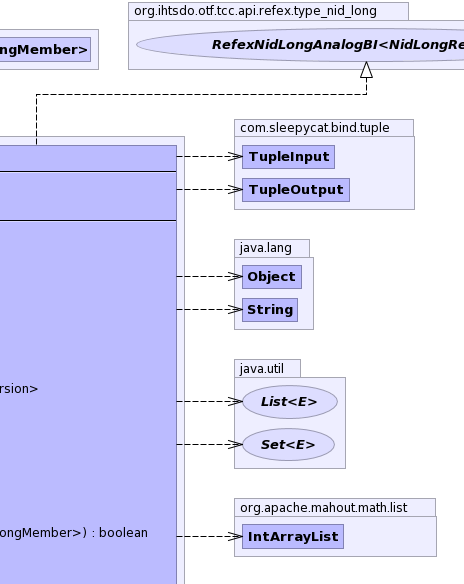 org.ihtsdo.otf.tcc.api.refex.type_nid_long
ngMember>
RefexNidLongAnalogBI<NidLongRe
com.sleepycat.bind.tuple
TupleInput
TupleOutput
java.lang
Object
String
java.util
rsion>
List<E>
Set<E>
org.apache.mahout.math.list
ongMember>) : boolean
IntArrayList